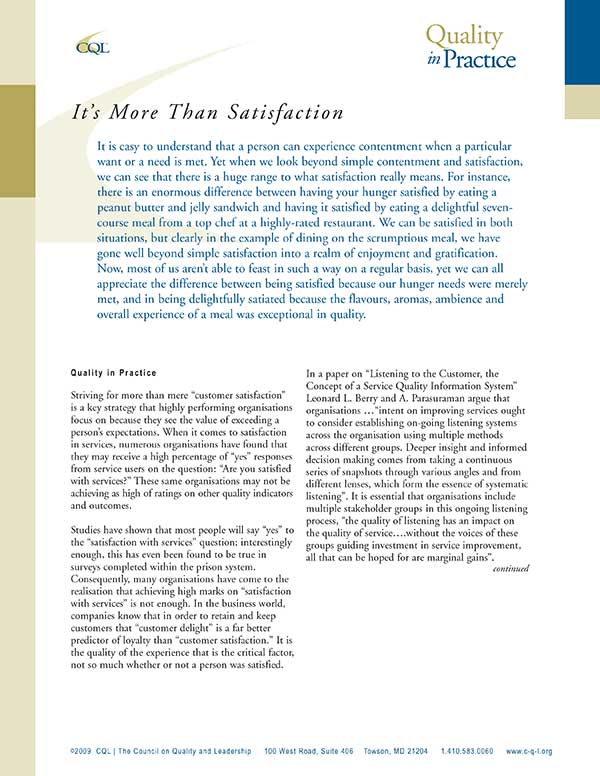 CQL
Quality
in Practice
It's More Than Satisfaction
It is easy to understand that a person can experience contentment when a particular
want or a need is met. Yet when we look beyond simple contentment and satisfaction,
we can see that there is a huge range to what satisfaction really means. For instance,
there is an enormous difference between having your hunger satisfied by eating a
peanut butter and jelly sandwich and having it satisfied by eating a delightful seven-
course meal from a top chef at a highly-rated restaurant. We can be satisfied in both
situations, but clearly in the example of dining on the scrumptious meal, we have
gone well beyond simple satisfaction into a realm of enjoyment and gratification.
Now, most of us aren't able to feast in such a way on a regular basis, yet we can all
appreciate the difference between being satisfied because our hunger needs were merely
met, and in being delightfully satiated because the flavours, aromas, ambience and
overall experience of a meal was exceptional in quality.
Quality in Practice
Striving for more than mere "customer satisfaction"
is a key strategy that highly performing organisations
focus on because they see the value of exceeding a
person's expectations. When it comes to satisfaction
in services, numerous organisations have found that
they may receive a high percentage of "yes" responses
from service users on the question: "Are you satisfied
with services?" These same organisations may not be
achieving as high of ratings on other quality indicators
and outcomes.
Studies have shown that most people will say "yes" to
the "satisfaction with services" question; interestingly
enough, this has even been found to be true in
surveys completed within the prison system.
Consequently, many organisations have come to the
realisation that achieving high marks on "satisfaction
with services" is not enough. In the business world,
companies know that in order to retain and keep
customers that "customer delight" is a far better
predictor of loyalty than "customer satisfaction." It is
the quality of the experience that is the critical factor,
not so much whether or not a person was satisfied.
In a paper on "Listening to the Customer, the
Concept of a Service Quality Information System"
Leonard L. Berry and A. Parasuraman argue that
organisations …"intent on improving services ought
to consider establishing on-going listening systems
across the organisation using multiple methods
across different groups. Deeper insight and informed
decision making comes from taking a continuous
series of snapshots through various angles and from
different lenses, which form the essence of systematic
listening". It is essential that organisations include
multiple stakeholder groups in this ongoing listening
process, "the quality of listening has an impact on
the quality of service….without the voices of these
groups guiding investment in service improvement,
all that can be hoped for are marginal gains".
continued
©2009 CQL | The Council on Quality and Leadership 100 West Road, Suite 406 Towson, MD 21204 1.410.583.0060 www.c-q-l.org